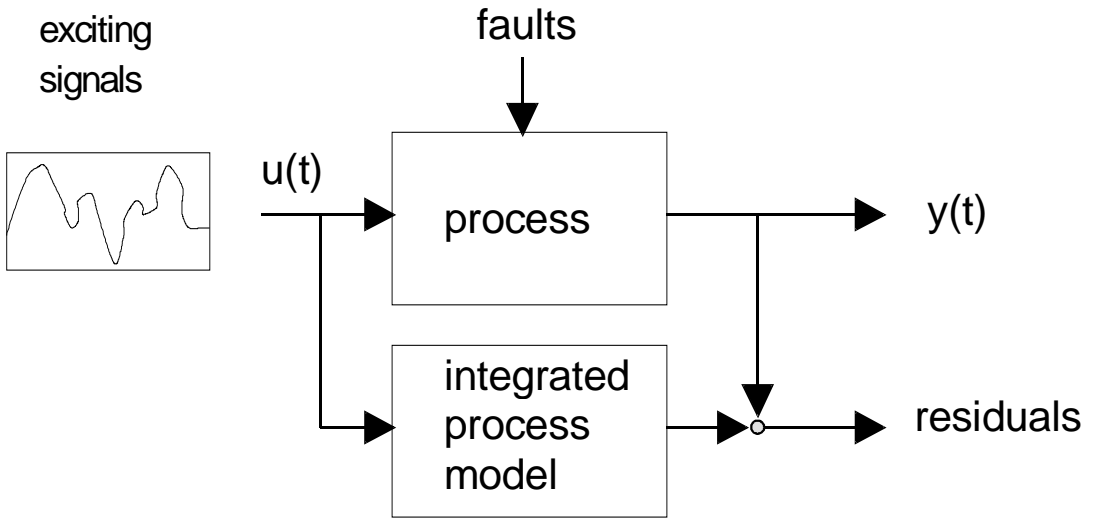 exciting
signals
faults
u(t)
process
y(t)
integrated
process
model
residuals